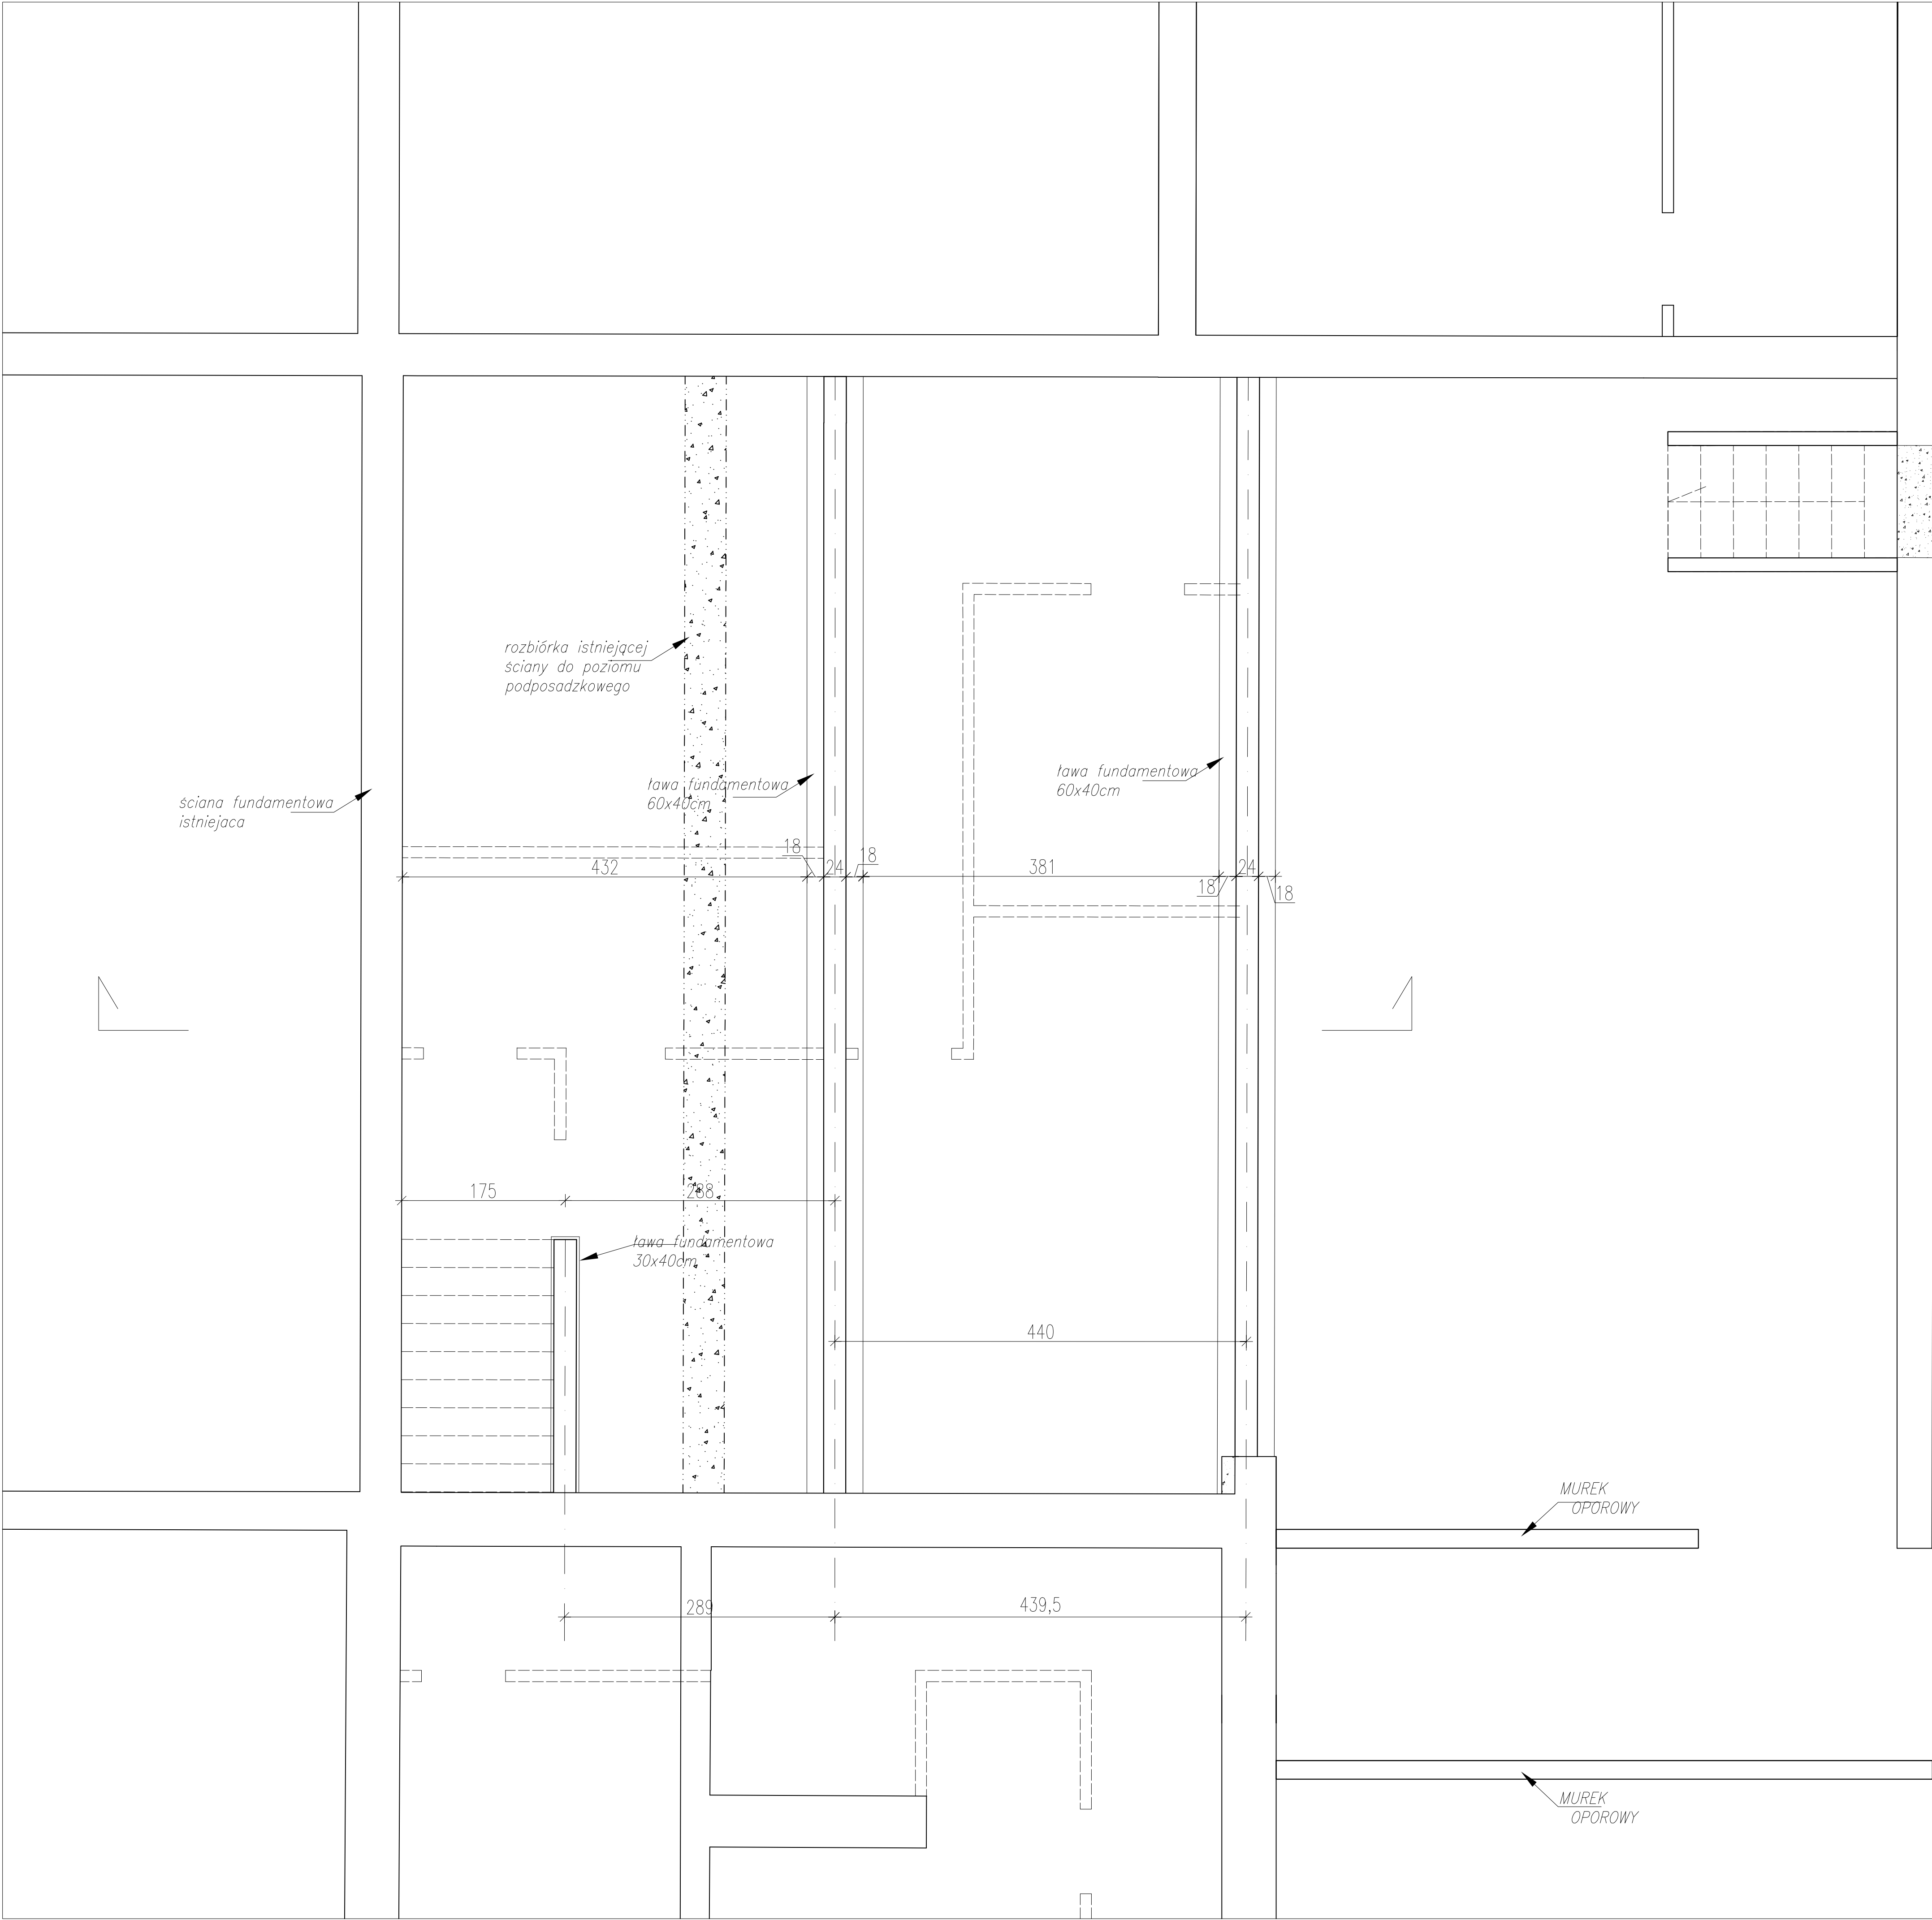 rozbiórka istniejącej
ściany do poziomu
podposadzkowego
ława fundamentowa
60x40cm
ława fundamentowa
60x40cm
ściana fundamentowa
istniejaca
432
18
24
18
381
18
24
18
175
288
ława fundamentowa
30x40cm
440
MUREK
OPOROWY
289
439,5
MUREK
OPOROWY